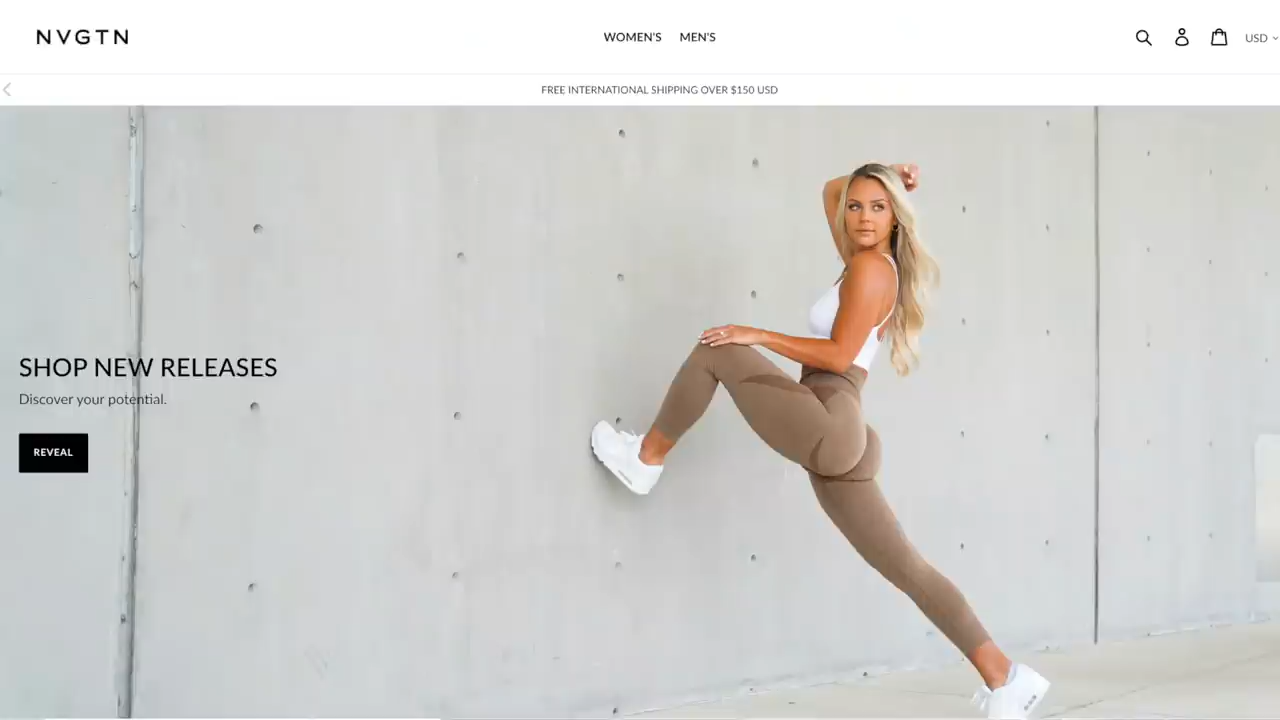 NVGTN
WOMEN'S
MEN'S
USD
FREE INTERNATIONAL SHIPPING OVER $150 USD
SHOP NEW RELEASES
Discover your potential.
REVEAL